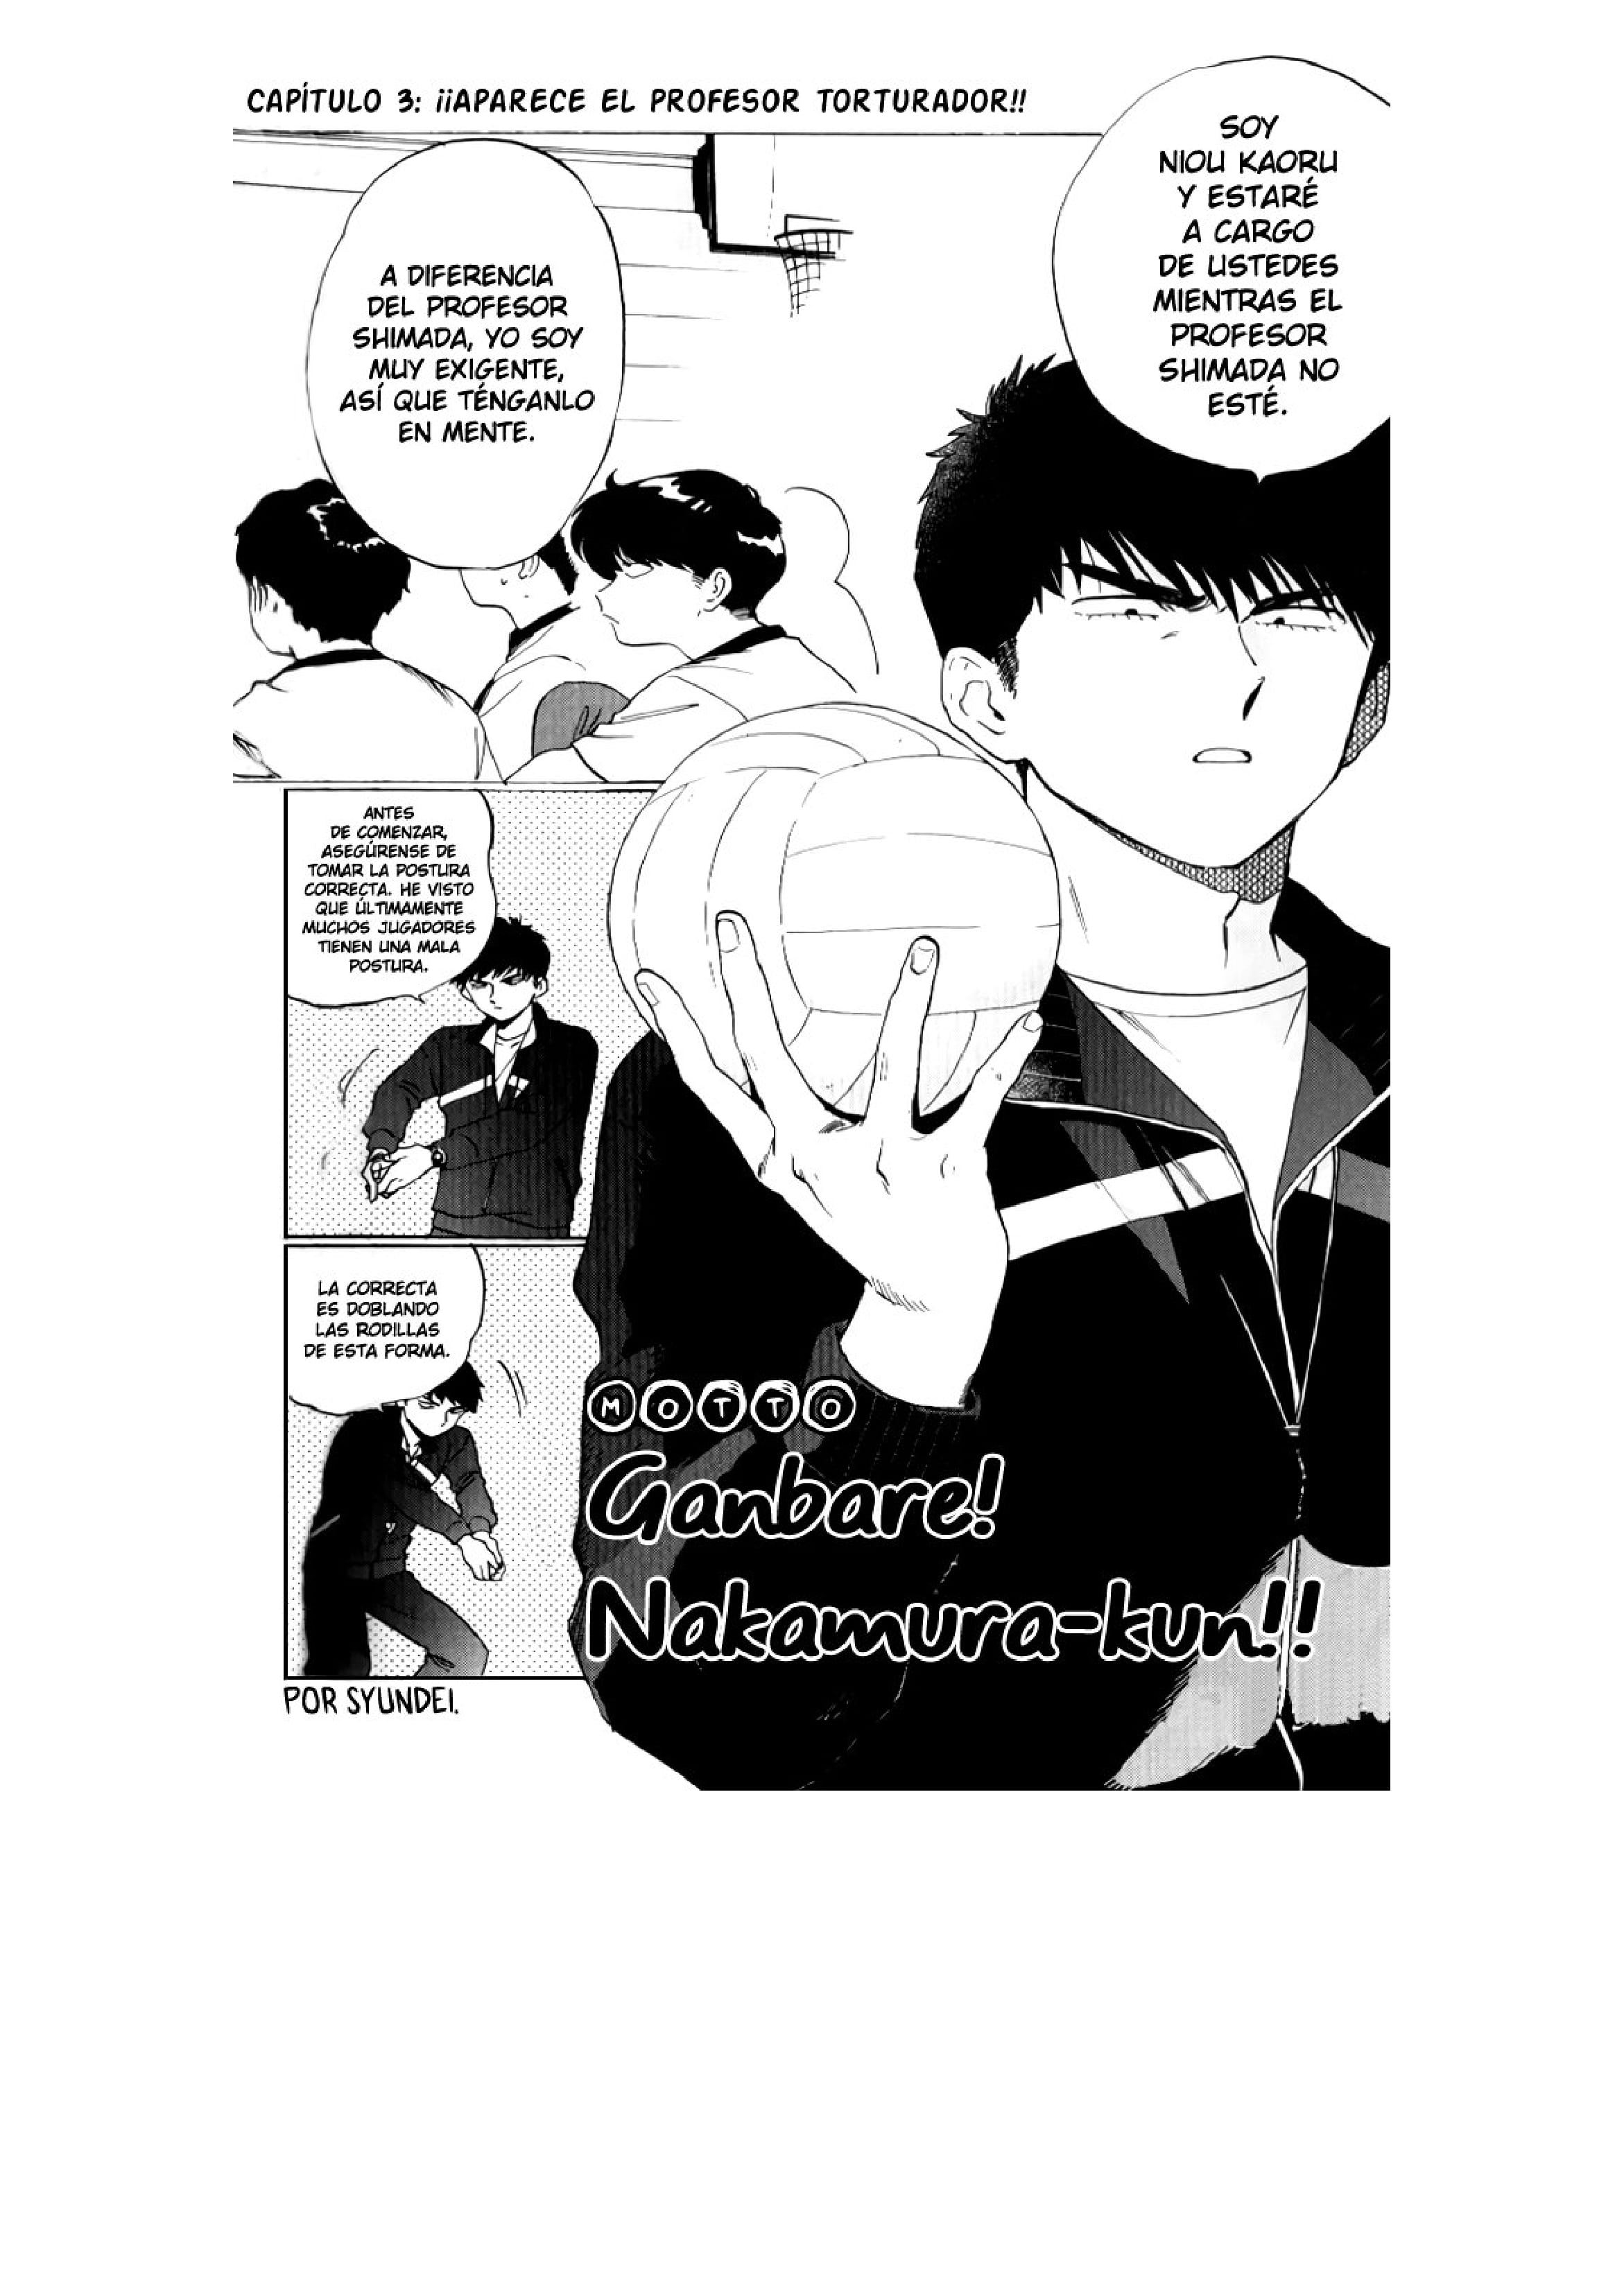 CAPÍTULO 3: ¡¡APARECE EL PROFESOR TORTURADOR!!
SOY
NIOU KAORU
Y ESTARÉ
A CARGO
DE USTEDES
MIENTRAS EL
PROFESOR
SHIMADA NO
ESTÉ.
A DIFERENCIA
DEL PROFESOR
SHIMADA, YO SOY
MUY EXIGENTE,
ASÍ QUE TÉNGANLO
EN MENTE.
ANTES
DE COMENZAR,
ASEGÚRENSE DE
TOMAR LA POSTURA
CORRECTA. HE VISTO
QUE ÚLTIMAMENTE
MUCHOS JUGADORES
TIENEN UNA MALA
POSTURA.
LA CORRECTA
ES DOBLANDO
LAS RODILLAS
DE ESTA FORMA.
MOTTO
Ganbare!
Nakamura-kun!!
POR SYUNDEI.